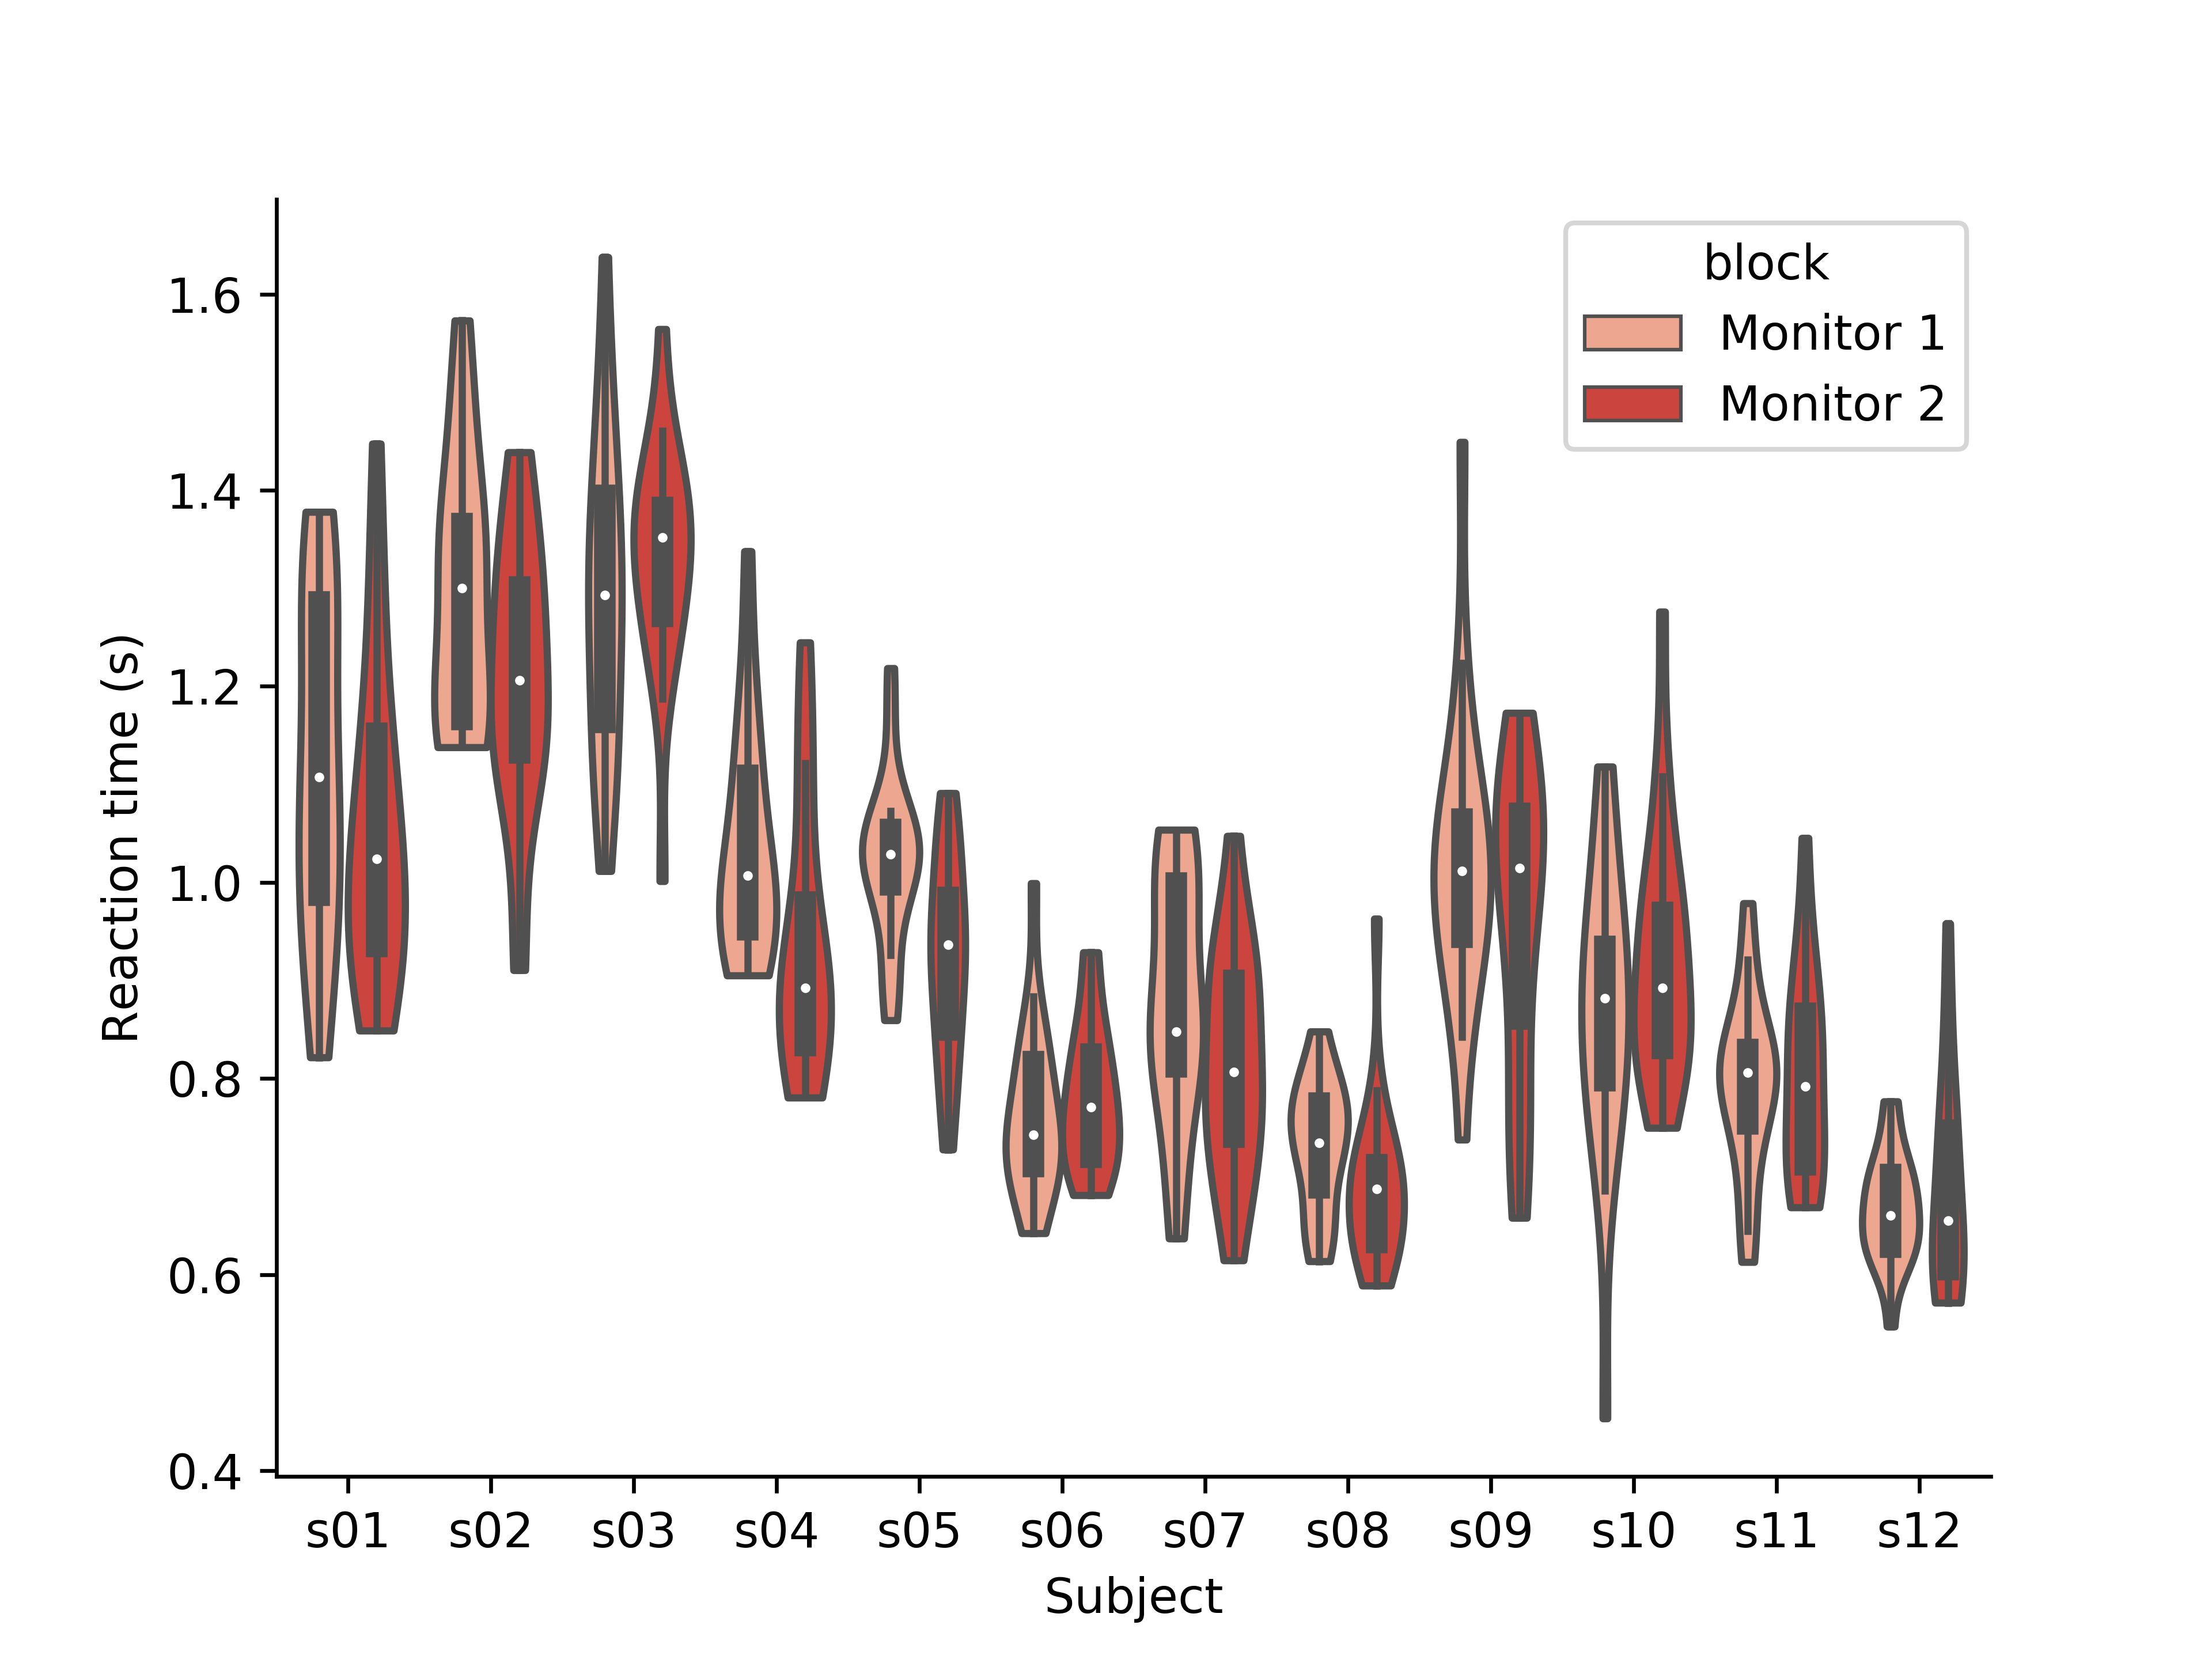 block
Monitor 1
Monitor 2
Reaction time (s)
1.6
1.4
1.2
1.0
0.8
0.6
0.4
s01 s02 s03 s04 s05 s06 s07 s08 s09 s10 s11 s12
Subject